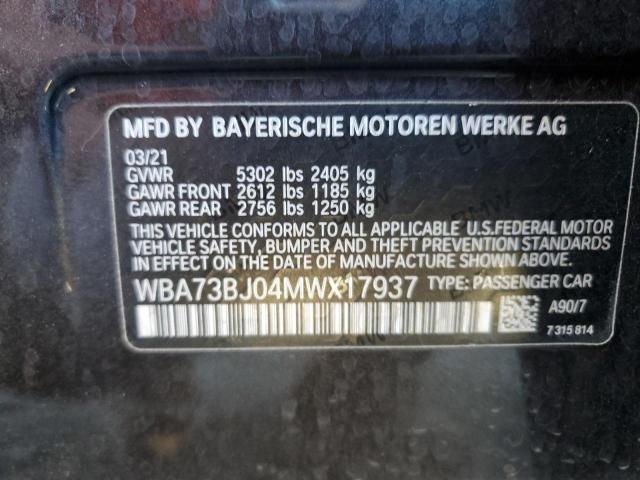 MFD BY BAYERISCHE MOTOREN WERKE AG
03/21
GVWR 5302 lbs 2405 kg
GAWR FRONT 2612 lbs 1185 kg
GAWR REAR 2756 lbs 1250 kg
THIS VEHICLE CONFORMS TO ALL APPLICABLE U.S.FEDERAL MOTOR
VEHICLE SAFETY, BUMPER AND THEFT PREVENTION STANDARDS
IN EFFECT ON THE DATE OF MANUFACTURE SHOWN ABOVE.
WBA73BJ04MWX17937 TYPE: PASSENGER CAR
A90/7
7 315 814